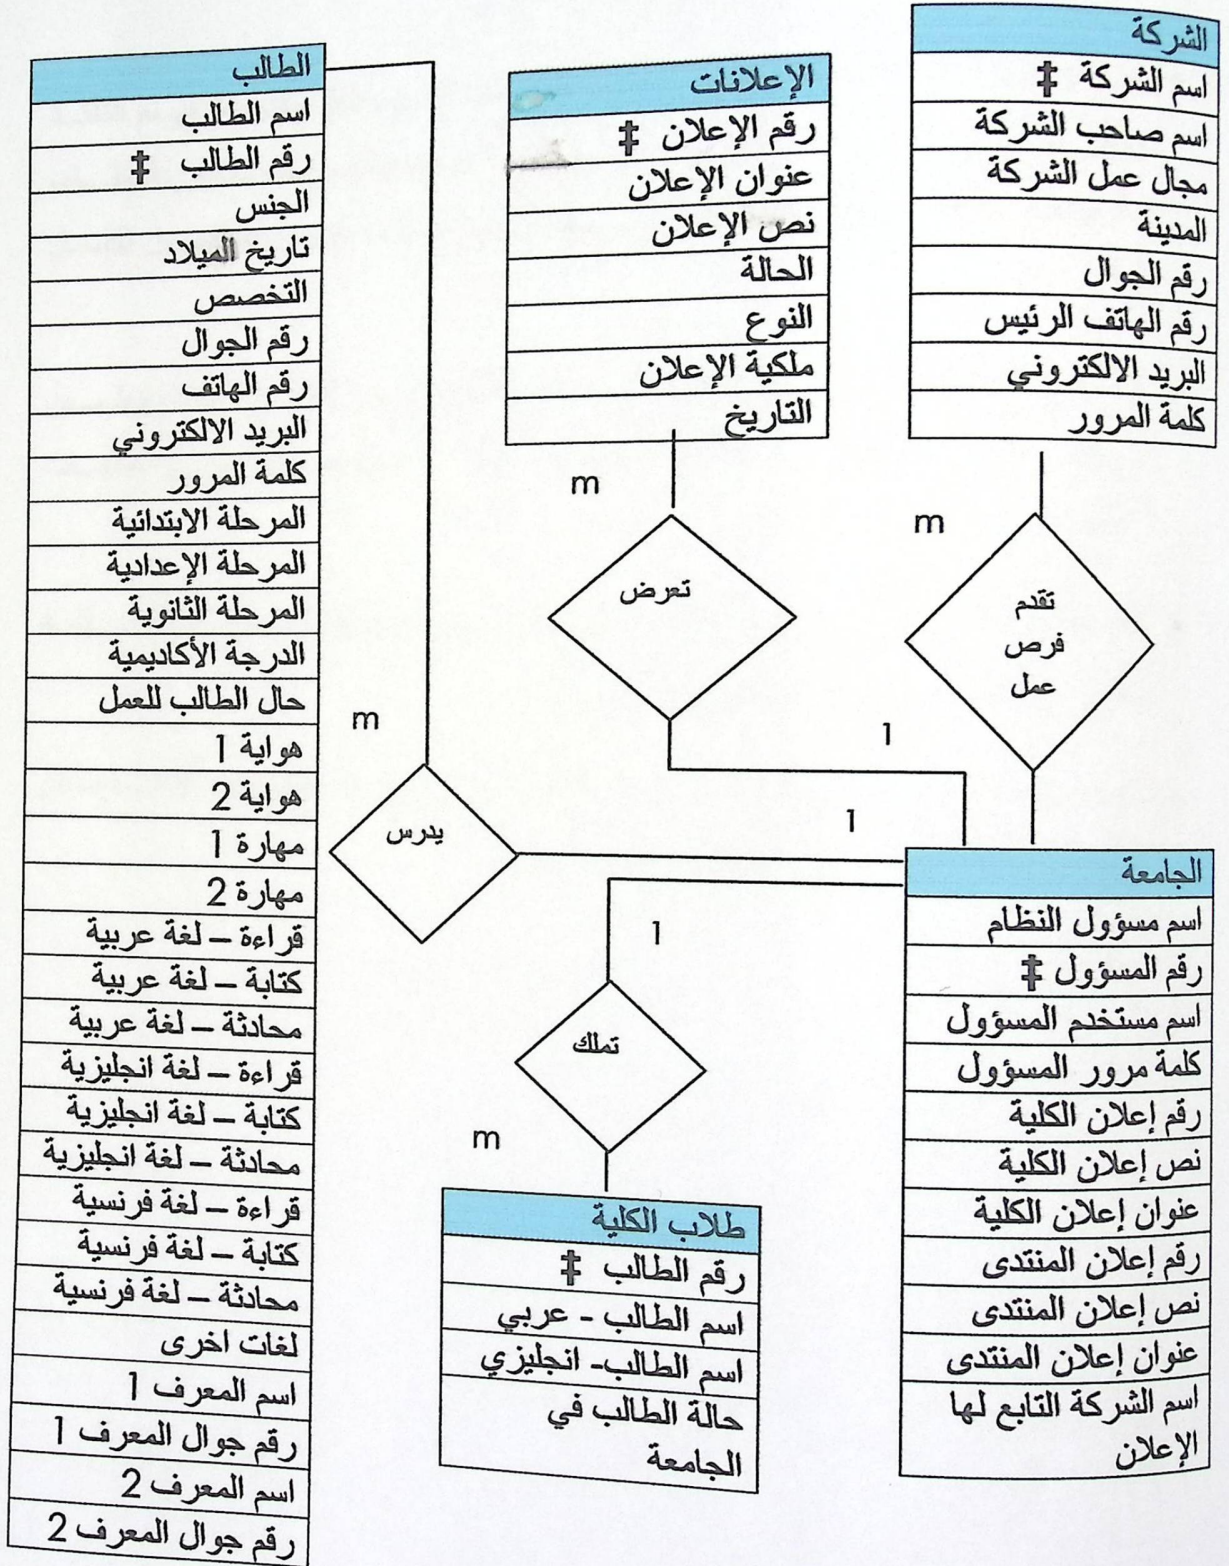 الشركة
اسم الشركة ‡
اسم صاحب الشركة
مجال عمل الشركة
المدينة
رقم الجوال
رقم الهاتف الرئيس
البريد الالكتروني
كلمة المرور
الإعلانات
رقم الإعلان ‡
عنوان الإعلان
نص الإعلان
الحالة
النوع
ملكية الإعلان
التاريخ
الطالب
اسم الطالب
رقم الطالب ‡
الجنس
تاريخ الميلاد
التخصص
رقم الجوال
رقم الهاتف
البريد الالكتروني
كلمة المرور
المرحلة الابتدائية
المرحلة الإعدادية
المرحلة الثانوية
الدرجة الأكاديمية
حال الطالب للعمل
هواية 1
هواية 2
مهارة 1
مهارة 2
قراءة – لغة عربية
كتابة – لغة عربية
محادثة – لغة عربية
قراءة – لغة انجليزية
كتابة – لغة انجليزية
محادثة – لغة انجليزية
قراءة – لغة فرنسية
كتابة – لغة فرنسية
محادثة – لغة فرنسية
لغات اخرى
اسم المعرف 1
رقم جوال المعرف 1
اسم المعرف 2
رقم جوال المعرف 2
m
تقدم
فرص
عمل
1
m
تعرض
1
m
يدرس
1
تملك
m
الجامعة
اسم مسؤول النظام
رقم المسؤول ‡
اسم مستخدم المسؤول
كلمة مرور المسؤول
رقم إعلان الكلية
نص إعلان الكلية
عنوان إعلان الكلية
رقم إعلان المنتدى
نص إعلان المنتدى
عنوان إعلان المنتدى
اسم الشركة التابع لها
الإعلان
طلاب الكلية
رقم الطالب ‡
اسم الطالب - عربي
اسم الطالب- انجليزي
حالة الطالب في
الجامعة